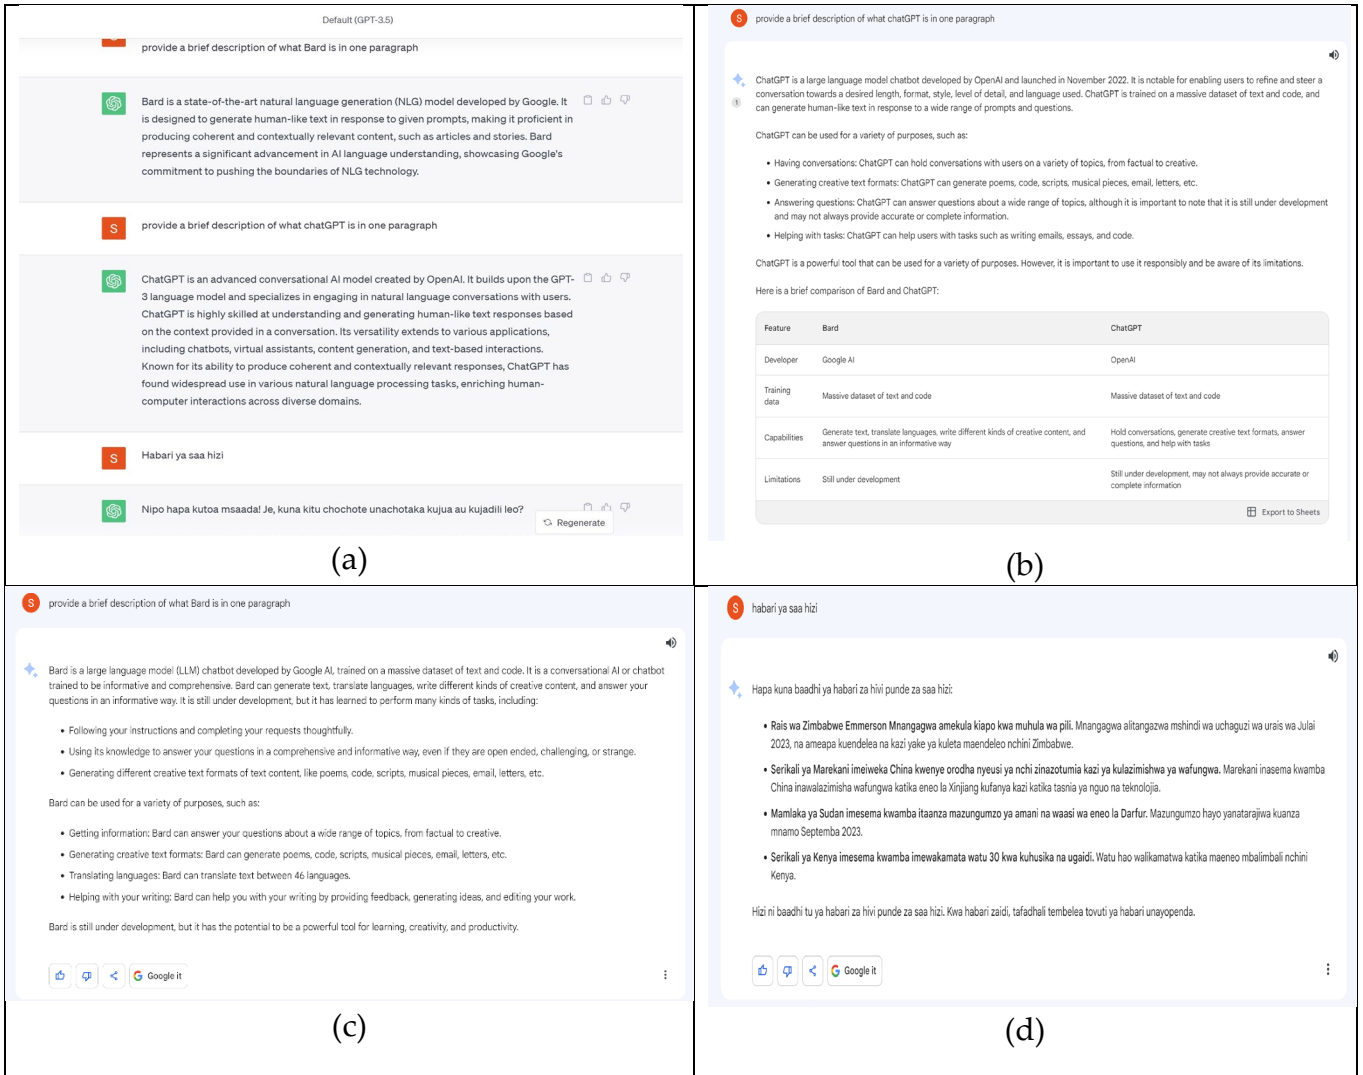 Default (GPT-3.5)
provide a brief description of what Bard is in one paragraph
Bard is a state-of-the-art natural language generation (NLG) model developed by Google. It
is designed to generate human-like text in response to given prompts, making it proficient in
producing coherent and contextually relevant content, such as articles and stories. Bard
represents a significant advancement in AI language understanding, showcasing Google's
commitment to pushing the boundaries of NLG technology.
S
provide a brief description of what chatGPT is in one paragraph
ChatGPT is an advanced conversational AI model created by OpenAI. It builds upon the GPT-
3 language model and specializes in engaging in natural language conversations with users.
ChatGPT is highly skilled at understanding and generating human-like text responses based
on the context provided in a conversation. Its versatility extends to various applications,
including chatbots, virtual assistants, content generation, and text-based interactions.
Known for its ability to produce coherent and contextually relevant responses, ChatGPT has
found widespread use in various natural language processing tasks, enriching human-
computer interactions across diverse domains.
S
Habari ya saa hizi
Nipo hapa kutoa msaada! Je, kuna kitu chochote unachotaka kujua au kujadili leo?
Regenerate
(a)
S
provide a brief description of what chatGPT is in one paragraph
ChatGPT is a large language model chatbot developed by OpenAI and launched in November 2022. It is notable for enabling users to refine and steer a
conversation towards a desired length, format, style, level of detail, and language used. ChatGPT is trained on a massive dataset of text and code, and
1
can generate human-like text in response to a wide range of prompts and questions.
ChatGPT can be used for a variety of purposes, such as:
• Having conversations: ChatGPT can hold conversations with users on a variety of topics, from factual to creative.
• Generating creative text formats: ChatGPT can generate poems, code, scripts, musical pieces, email, letters, etc.
• Answering questions: ChatGPT can answer questions about a wide range of topics, although it is important to note that it is still under development
and may not always provide accurate or complete information.
• Helping with tasks: ChatGPT can help users with tasks such as writing emails, essays, and code.
ChatGPT is a powerful tool that can be used for a variety of purposes. However, it is important to use it responsibly and be aware of its limitations.
Here is a brief comparison of Bard and ChatGPT:
Feature Bard ChatGPT
Developer Google AI OpenAI
Training
data
Massive dataset of text and code Massive dataset of text and code
Capabilities
Generate text, translate languages, write different kinds of creative content, and
answer questions in an informative way
Hold conversations, generate creative text formats, answer
questions, and help with tasks
Limitations
Still under development
Still under development, may not always provide accurate or
complete information
Export to Sheets
(b)
S
provide a brief description of what Bard is in one paragraph
Bard is a large language model (LLM) chatbot developed by Google AI, trained on a massive dataset of text and code. It is a conversational AI or chatbot
trained to be informative and comprehensive. Bard can generate text, translate languages, write different kinds of creative content, and answer your
questions in an informative way. It is still under development, but it has learned to perform many kinds of tasks, including:
• Following your instructions and completing your requests thoughtfully.
• Using its knowledge to answer your questions in a comprehensive and informative way, even if they are open ended, challenging, or strange.
• Generating different creative text formats of text content, like poems, code, scripts, musical pieces, email, letters, etc.
Bard can be used for a variety of purposes, such as:
• Getting information: Bard can answer your questions about a wide range of topics, from factual to creative.
• Generating creative text formats: Bard can generate poems, code, scripts, musical pieces, email, letters, etc.
• Translating languages: Bard can translate text between 46 languages.
• Helping with your writing: Bard can help you with your writing by providing feedback, generating ideas, and editing your work.
Bard is still under development, but it has the potential to be a powerful tool for learning, creativity, and productivity.
G Google it
(c)
S
habari ya saa hizi
Hapa kuna baadhi ya habari za hivi punde za saa hizi:
• Rais wa Zimbabwe Emmerson Mnangagwa amekula kiapo kwa muhula wa pili. Mnangagwa alitangazwa mshindi wa uchaguzi wa urais wa Julai
2023, na ameapa kuendelea na kazi yake ya kuleta maendeleo nchini Zimbabwe.
• Serikali ya Marekani imeiweka China kwenye orodha nyeusi ya nchi zinazotumia kazi ya kulazimishwa ya wafungwa. Marekani inasema kwamba
China inawalazimisha wafungwa katika eneo la Xinjiang kufanya kazi katika tasnia ya nguo na teknolojia.
• Mamlaka ya Sudan imesema kwamba itaanza mazungumzo ya amani na waasi wa eneo la Darfur. Mazungumzo hayo yanatarajiwa kuanza
mnamo Septemba 2023.
• Serikali ya Kenya imesema kwamba imewakamata watu 30 kwa kuhusika na ugaidi. Watu hao walikamatwa katika maeneo mbalimbali nchini
Kenya.
Hizi ni baadhi tu ya habari za hivi punde za saa hizi. Kwa habari zaidi, tafadhali tembelea tovuti ya habari unayopenda.
G Google it
(d)